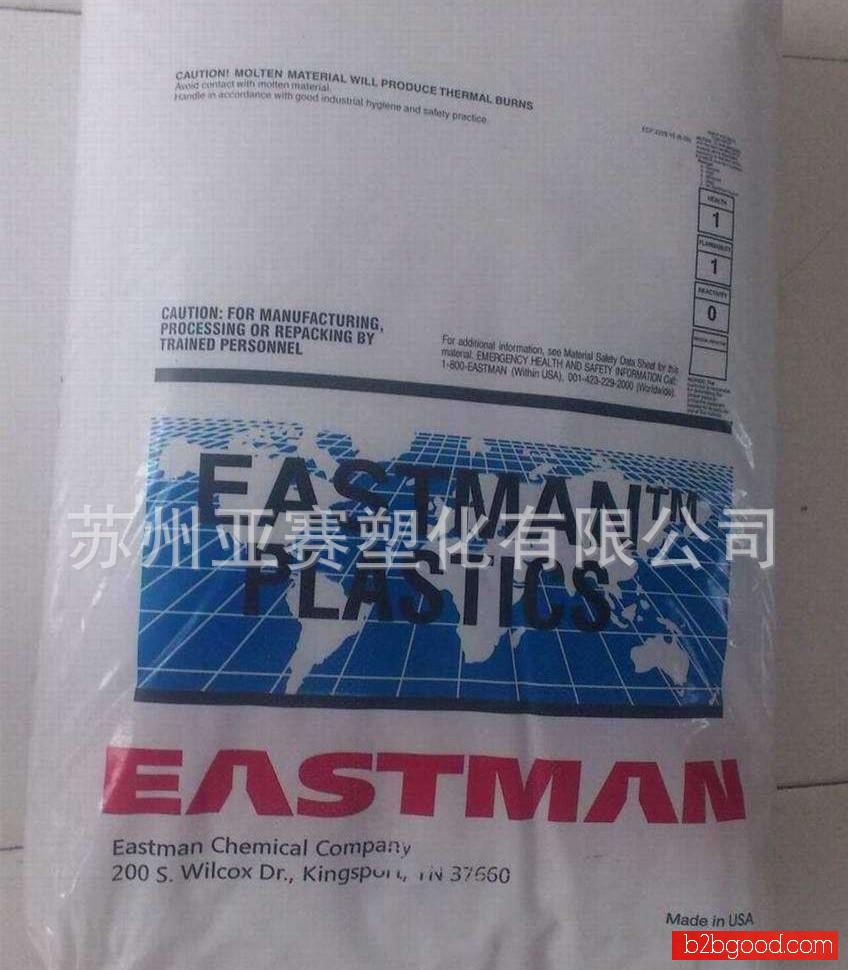 CAUTION! MOLTEN MATERIAL WILL PRODUCE THERMAL BURNS
Avoid contact with molten material.
Handle in accordance with good industrial hygiene and safety practice.
HEALTH
1
FLAMMABILITY
1
REACTIVITY
0
CAUTION: FOR MANUFACTURING,
PROCESSING OR REPACKING BY
TRAINED PERSONNEL
For additional information, see Material Safety Data Sheet for this
material. EMERGENCY HEALTH AND SAFETY INFORMATION Call:
1-800-EASTMAN (Within USA), 001-423-229-2000 (Worldwide).
EASTMAN™
苏州亚赛塑化有限公司
PLASTICS
EASTMAN
Eastman Chemical Company
200 S. Wilcox Dr., Kingsport, TN 37660
Made in USA
b2bgood.com